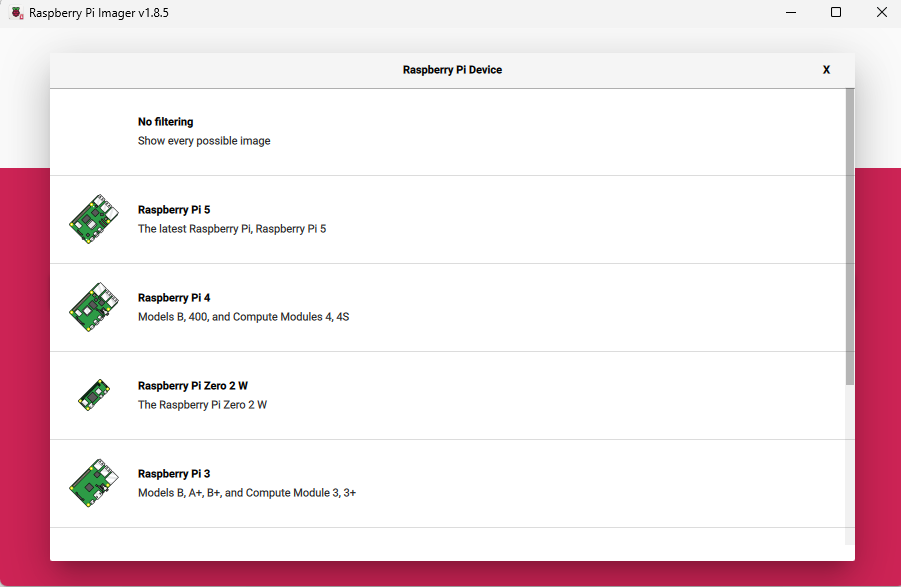 Raspberry Pi Imager v1.8.5
Raspberry Pi Device
X
No filtering
Show every possible image
Raspberry Pi 5
The latest Raspberry Pi, Raspberry Pi 5
Raspberry Pi 4
Models B, 400, and Compute Modules 4, 4S
Raspberry Pi Zero 2 W
The Raspberry Pi Zero 2 W
Raspberry Pi 3
Models B, A+, B+, and Compute Module 3, 3+